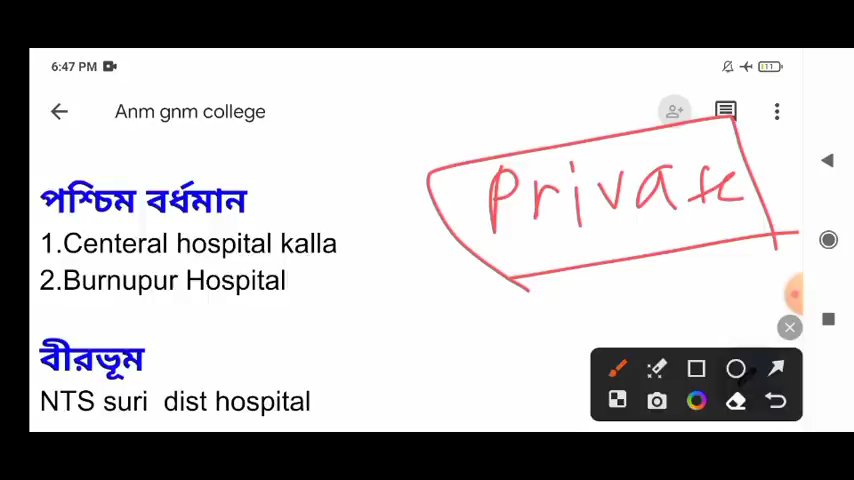 6:47 PM
11
Anm gnm college
Private
পশ্চিম বর্ধমান
1.Centeral hospital kalla
2.Burnupur Hospital
বীরভূম
NTS suri dist hospital